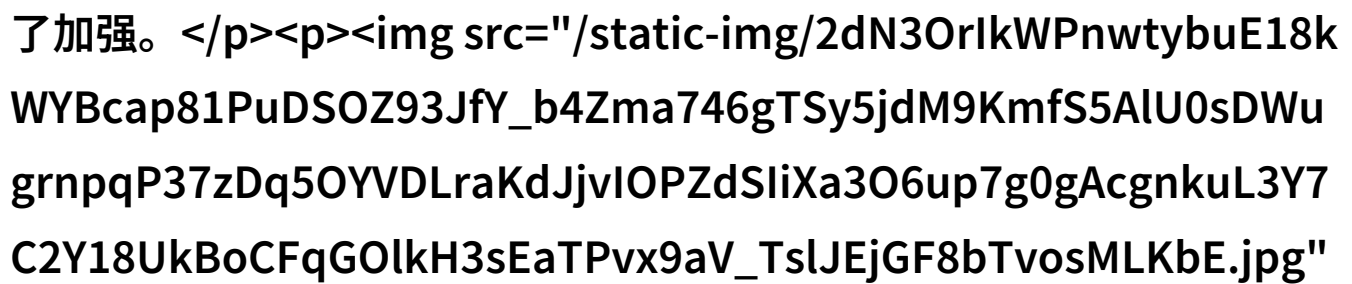 了加强。</p><p><img src="/static-img/2dN3OrIkWPnwtybuE18k
WYBcap81PuDSOZ93JfY_b4Zma746gTSy5jdM9KmfS5AlU0sDWu
grnpqP37zDq5OYVDLraKdJjvIOPZdSIiXa3O6up7g0gAcgnkuL3Y7
C2Y18UkBoCFqGOlkH3sEaTPvx9aV_TslJEjGF8bTvosMLKbE.jpg"